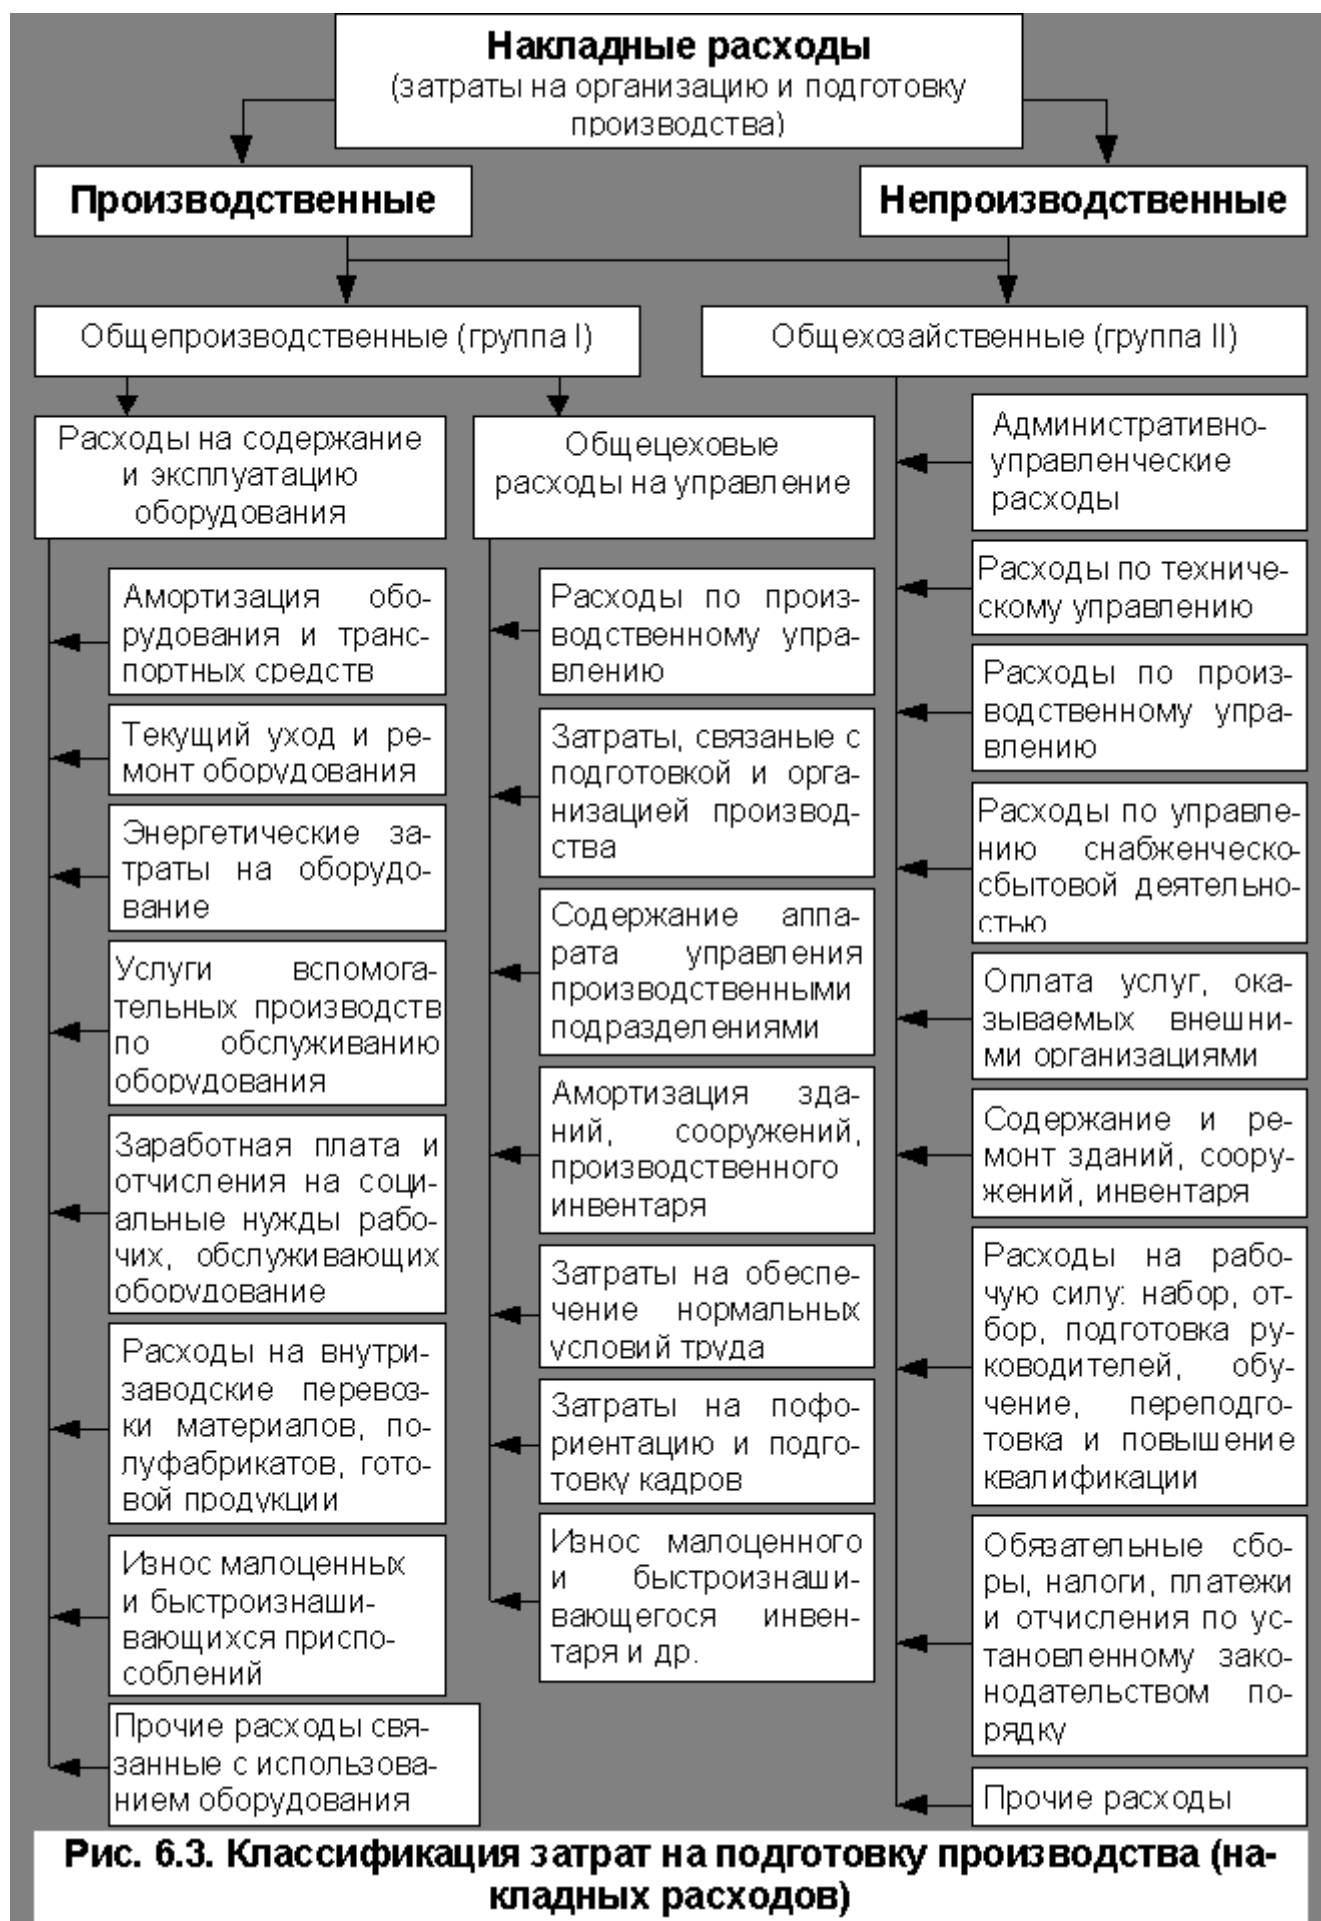 Накладные расходы
(затраты на организацию и подготовку
производства)
Производственные
Непроизводственные
Общепроизводственные (группа I)
Общехозайственные (группа II)
Расходы на содержание
и эксплуатацию
оборудования
Амортизация обо-
рудования и транс-
портных средств
Текущий уход и ре-
монт оборудования
Энергетические за-
траты на оборудо-
вание
Услуги вспомога-
тельных производств
по обслуживанию
оборудования
Заработная плата и
отчисления на соци-
альные нужды рабо-
чих, обслуживающих
оборудование
Расходы на внутри-
заводские перевоз-
ки материалов, по-
луфабрикатов, гото-
вой продукции
Износ малоценных
и быстроизнаши-
вающихся приспо-
соблений
Прочие расходы свя-
занные с использова-
нием оборудования
Общецеховые
расходы на управление
Расходы по произ-
водственному упра-
влению
Затраты, связаные с
подготовкой и орга-
низацией производ-
ства
Содержание аппа-
рата управления
производственными
подразделениями
Амортизация зда-
ний, сооружений,
производственного
инвентаря
Затраты на обеспе-
чение нормальных
условий труда
Затраты на пофо-
риентацию и подго-
товку кадров
Износ малоценного
и быстроизнаши-
вающегося инвен-
таря и др.
Административно-
управленческие
расходы
Расходы по техниче-
скому управлению
Расходы по произ-
водственному упра-
влению
Расходы по управле-
нию снабженческо-
сбытовой деятельно-
стью
Оплата услуг, ока-
зываемых внешни-
ми организациями
Содержание и ре-
монт зданий, соору-
жений, инвентаря
Расходы на рабо-
чую силу: набор, от-
бор, подготовка ру-
ководителей, обу-
чение, переподго-
товка и повышение
квалификации
Обязательные сбо-
ры, налоги, платежи
и отчисления по ус-
тановленному зако-
нодательством по-
рядку
Прочие расходы
Рис. 6.3. Классификация затрат на подготовку производства (на-
кладных расходов)